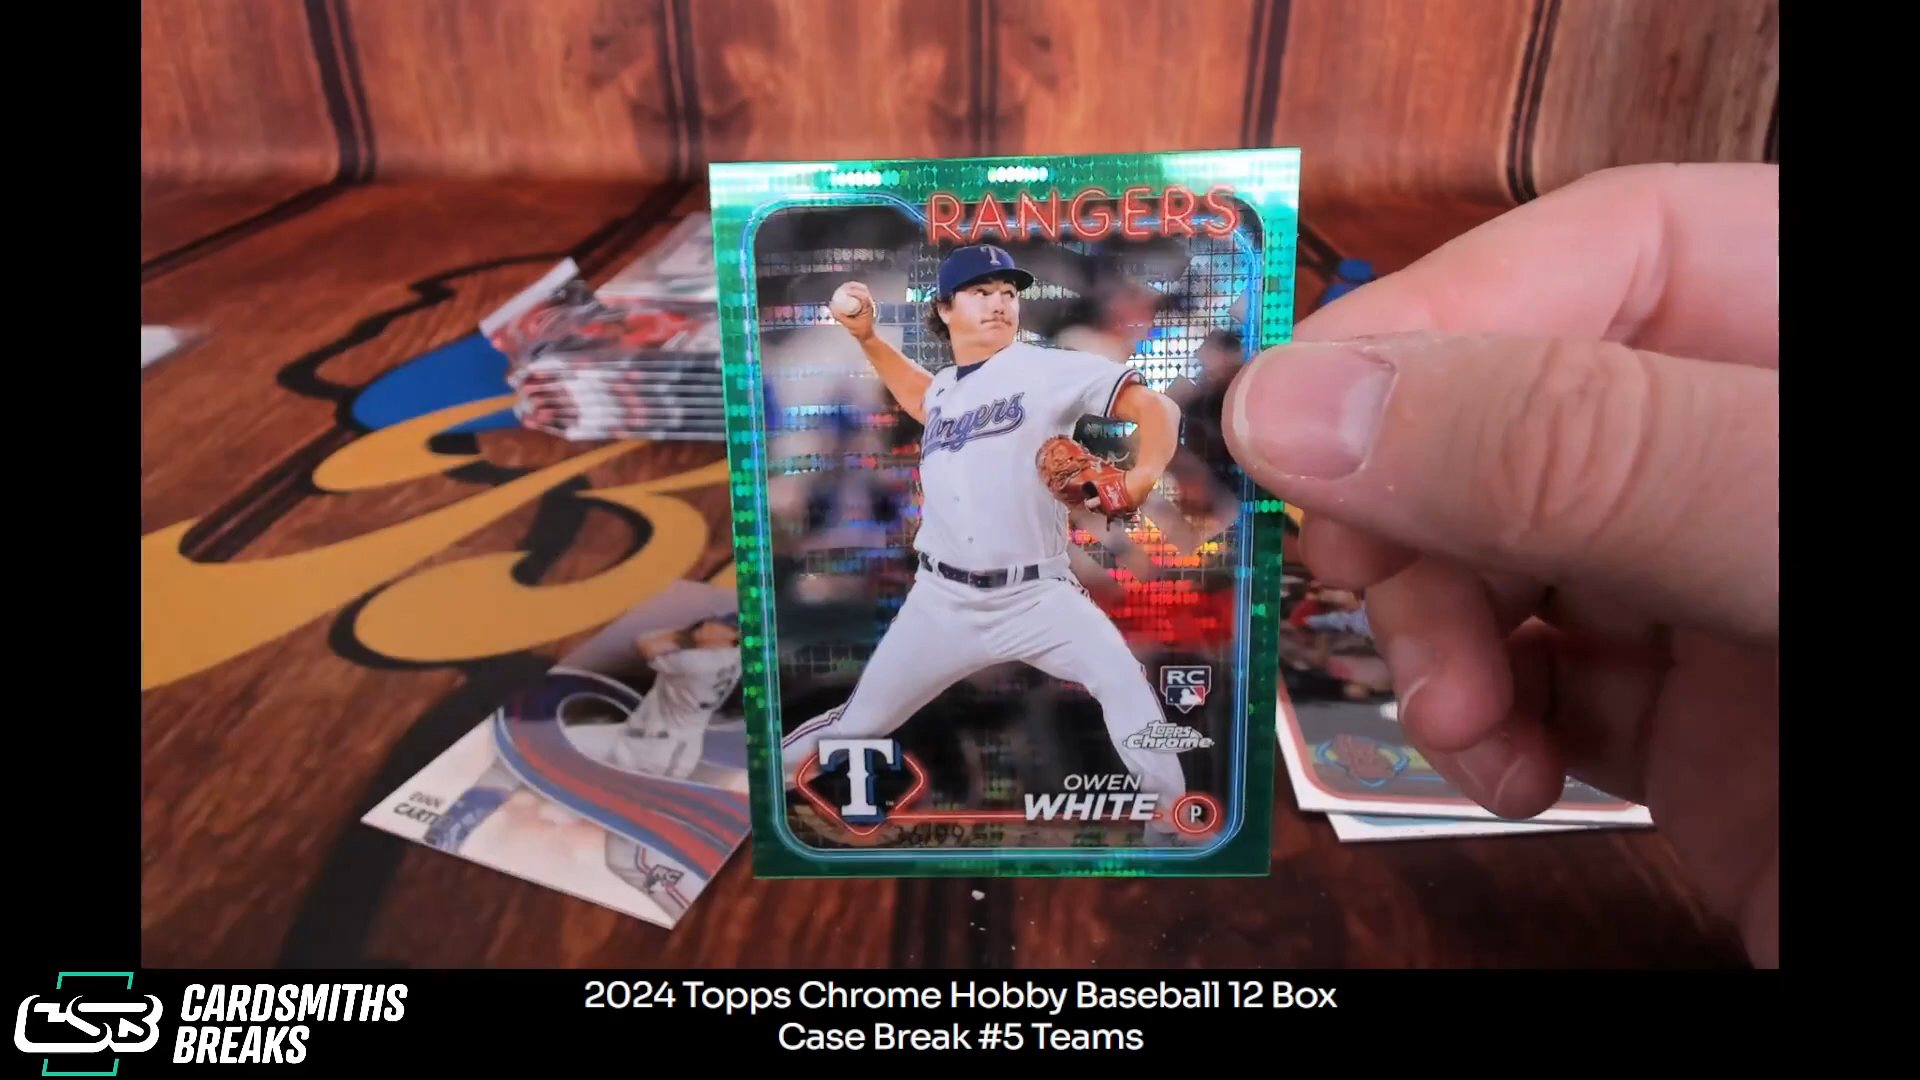 RANGERS
T
Rangers
RC
Topps
Chrome
OWEN
WHITE P
CARDSMITHS
BREAKS
2024 Topps Chrome Hobby Baseball 12 Box
Case Break #5 Teams